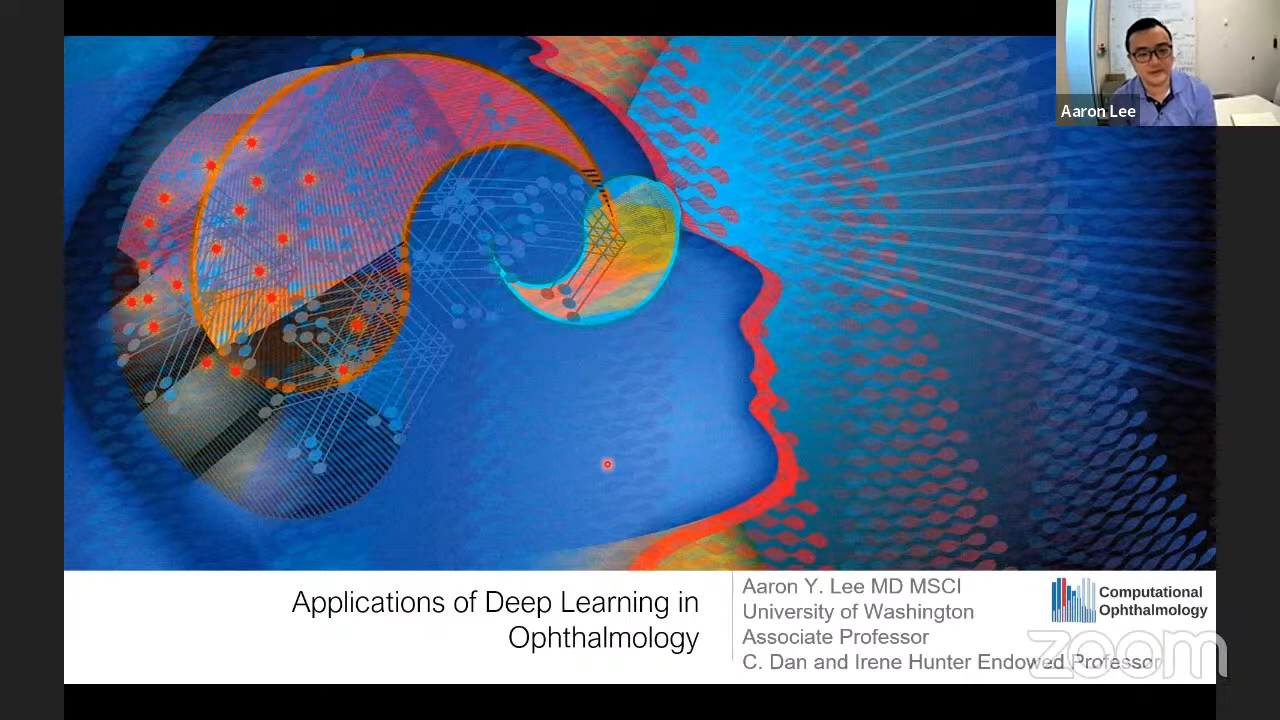 Aaron Lee
Applications of Deep Learning in
Ophthalmology
Aaron Y. Lee MD MSCI
University of Washington
Associate Professor
C. Dan and Irene Hunter Endowed Professor
Computational
Ophthalmology
zoom